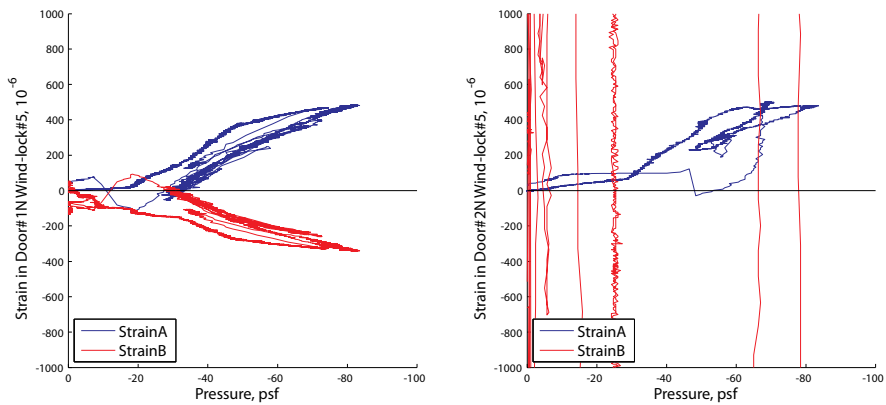 Strain in Door#1N Wind-lock#5, 10-6
1000
800
600
400
200
0
-200
-400
-600
-800
-1000
StrainA
StrainB
0 -20 -40 -60 -80 -100
Pressure, psf
Strain in Door#2N Wind-lock#5, 10-6
1000
800
600
400
200
0
-200
-400
-600
-800
-1000
StrainA
StrainB
0 -20 -40 -60 -80 -100
Pressure, psf